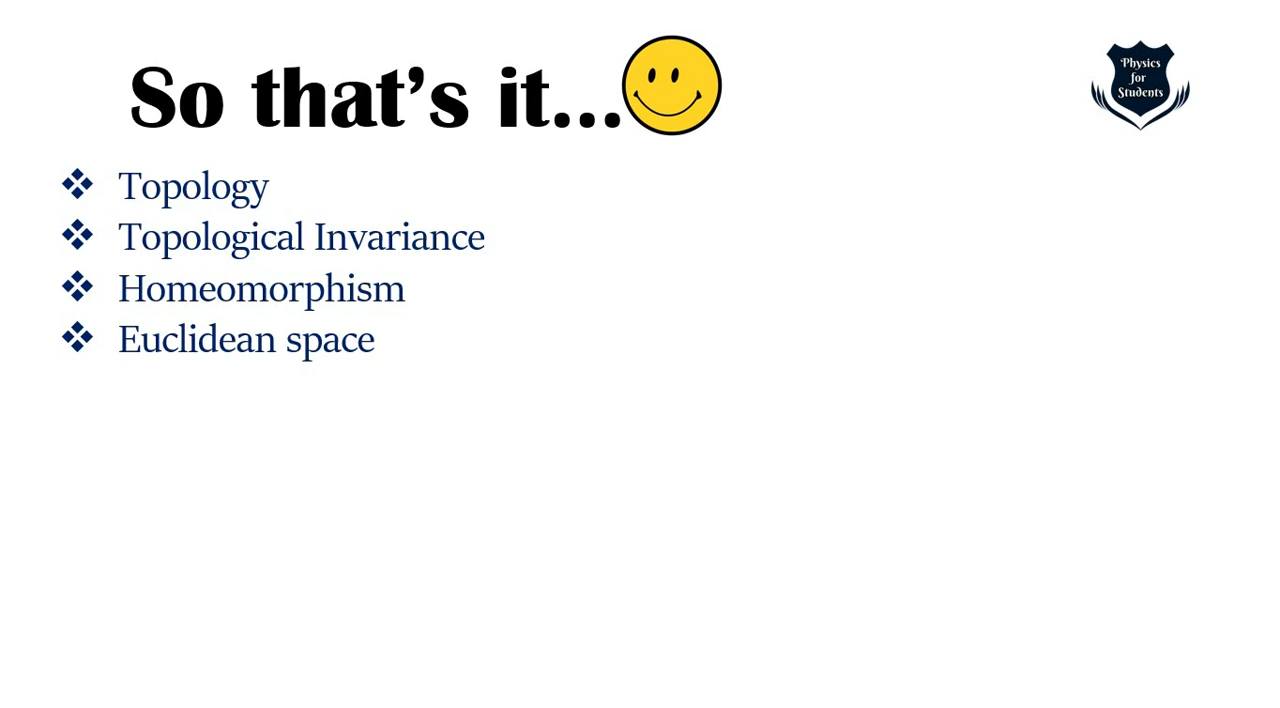 So that’s it...
Physics
for
Students
❖ Topology
❖ Topological Invariance
❖ Homeomorphism
❖ Euclidean space